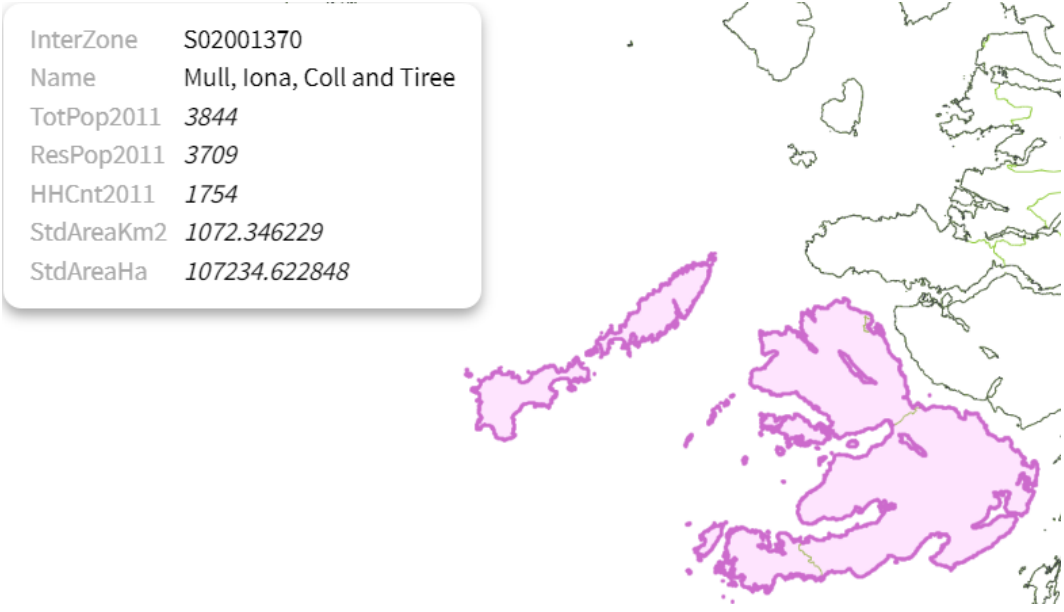 InterZone S02001370
Name Mull, Iona, Coll and Tiree
TotPop2011 3844
ResPop2011 3709
HHCnt2011 1754
StdAreaKm2 1072.346229
StdAreaHa 107234.622848